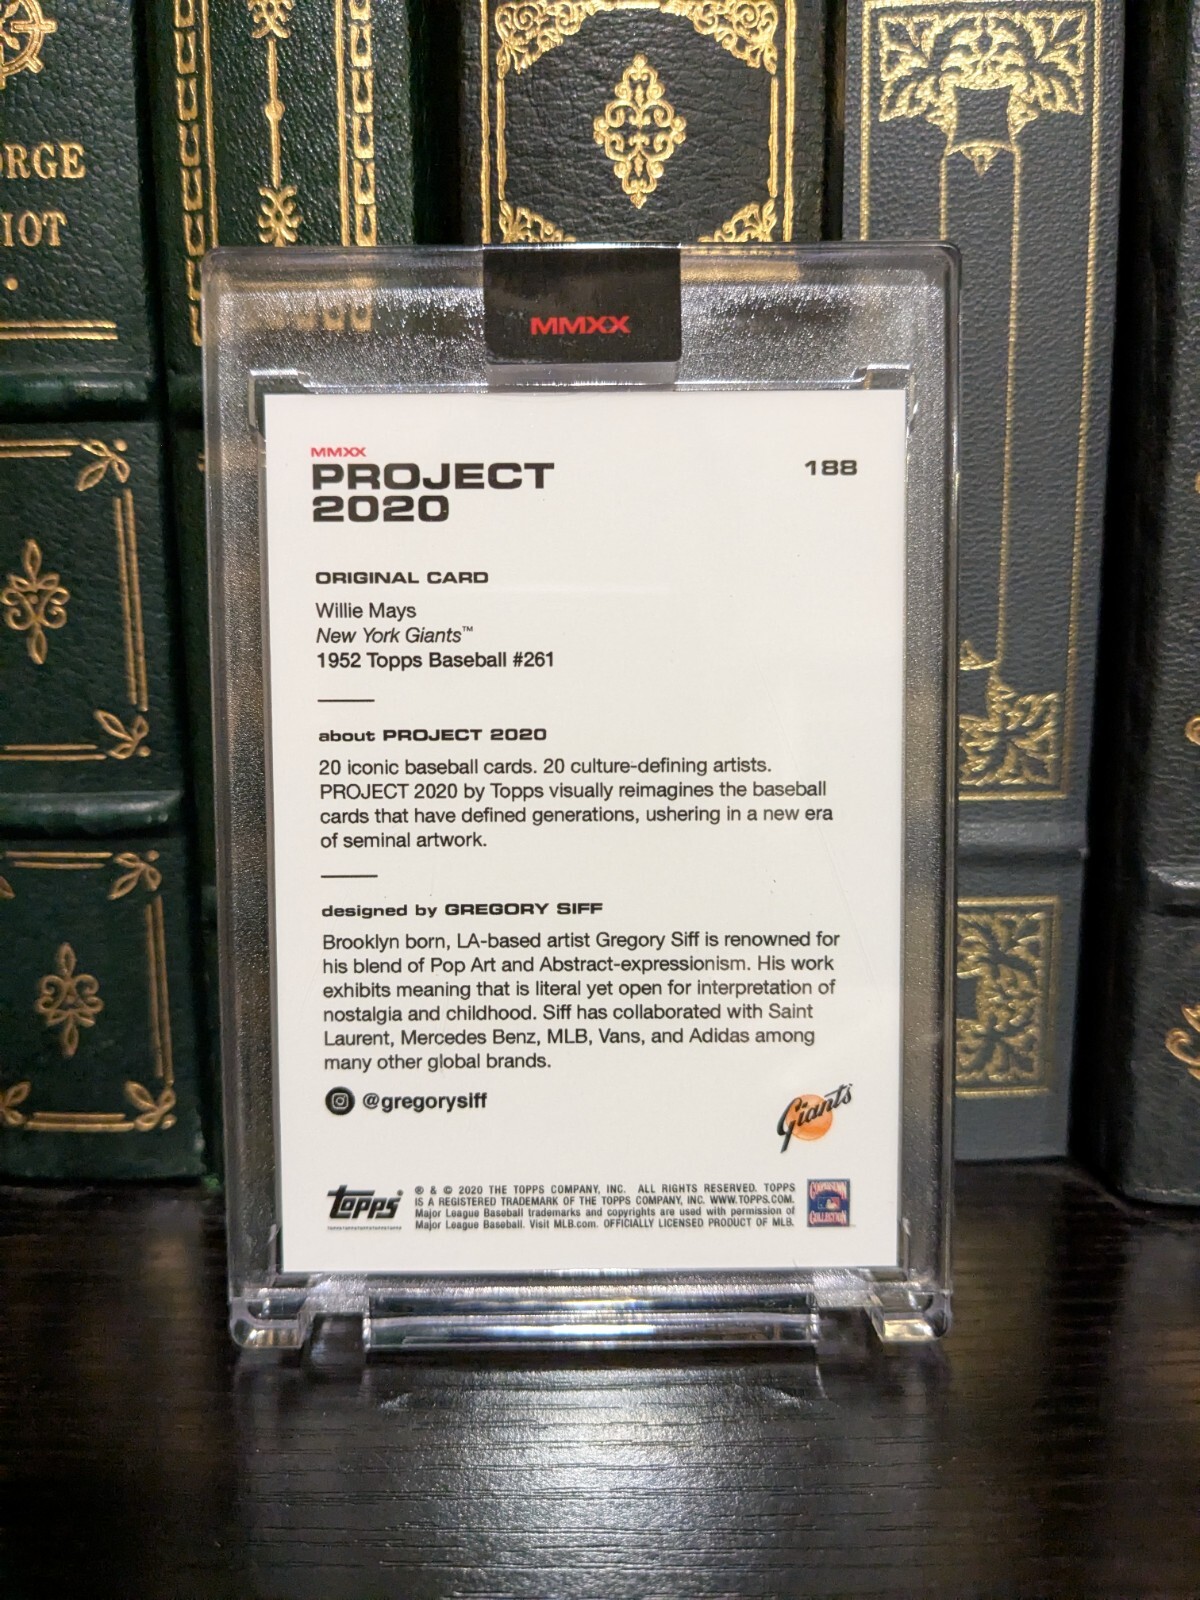 ORGE
IOT
MMXX
MMXX
PROJECT
2020
188
ORIGINAL CARD
Willie Mays
New York Giants™
1952 Topps Baseball #261
about PROJECT 2020
20 iconic baseball cards. 20 culture-defining artists.
PROJECT 2020 by Topps visually reimagines the baseball
cards that have defined generations, ushering in a new era
of seminal artwork.
designed by GREGORY SIFF
Brooklyn born, LA-based artist Gregory Siff is renowned for
his blend of Pop Art and Abstract-expressionism. His work
exhibits meaning that is literal yet open for interpretation of
nostalgia and childhood. Siff has collaborated with Saint
Laurent, Mercedes Benz, MLB, Vans, and Adidas among
many other global brands.
@gregorysiff
Giants
Topps
® & © 2020 THE TOPPS COMPANY, INC. ALL RIGHTS RESERVED. TOPPS
IS A REGISTERED TRADEMARK OF THE TOPPS COMPANY, INC. WWW.TOPPS.COM.
Major League Baseball trademarks and copyrights are used with permission of
Major League Baseball. Visit MLB.com. OFFICIALLY LICENSED PRODUCT OF MLB.
COOPERSTOWN
COLLECTION